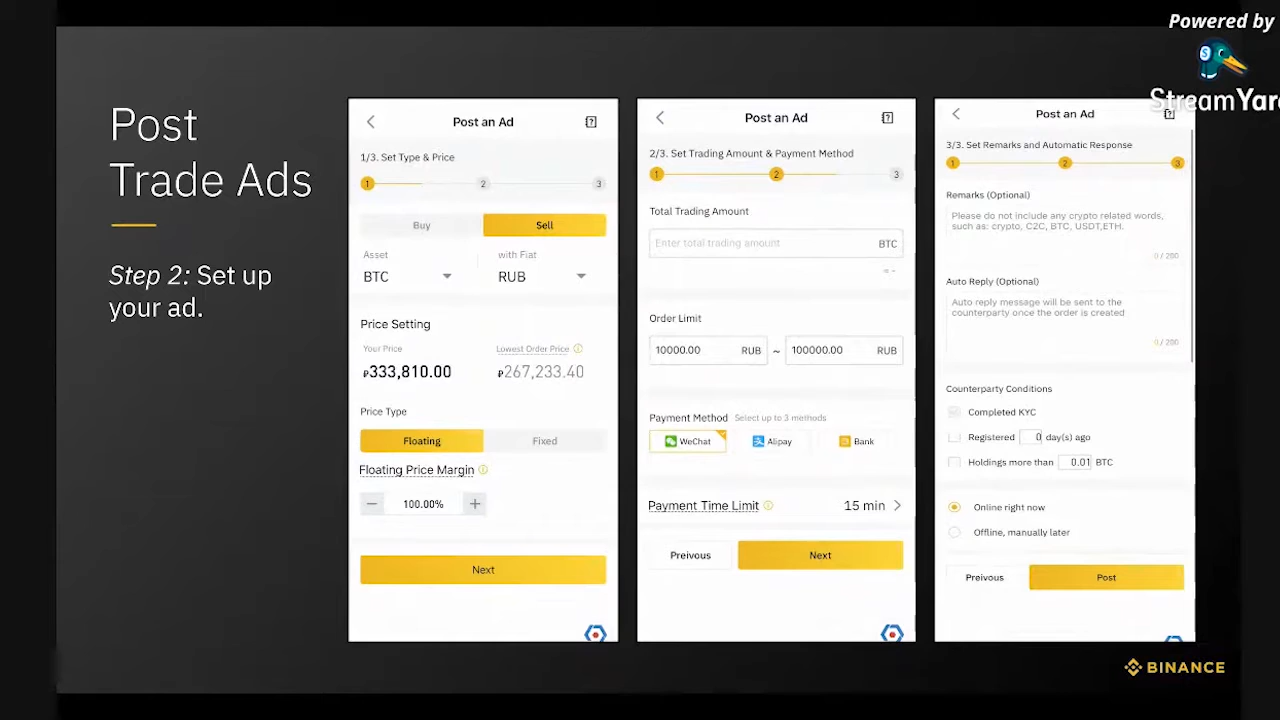 Powered by
StreamYar
Post
Trade Ads
Step 2: Set up
your ad.
Post an Ad
1/3. Set Type & Price
1 2 3
Buy Sell
Asset with Fiat
BTC RUB
Price Setting
Your Price Lowest Order Price
₽333,810.00 ₽267,233.40
Price Type
Floating Fixed
Floating Price Margin
− 100.00% +
Next
Post an Ad
2/3. Set Trading Amount & Payment Method
1 2 3
Total Trading Amount
Enter total trading amount BTC
≈ -
Order Limit
10000.00 RUB ~ 100000.00 RUB
Payment Method Select up to 3 methods
WeChat Alipay Bank
Payment Time Limit 15 min
Preivous Next
Post an Ad
3/3. Set Remarks and Automatic Response
1 2 3
Remarks (Optional)
Please do not include any crypto related words,
such as: crypto, C2C, BTC, USDT,ETH.
0 / 200
Auto Reply (Optional)
Auto reply message will be sent to the
counterparty once the order is created
0 / 200
Counterparty Conditions
Completed KYC
Registered 0 day(s) ago
Holdings more than 0.01 BTC
Online right now
Offline, manually later
Preivous Post
BINANCE